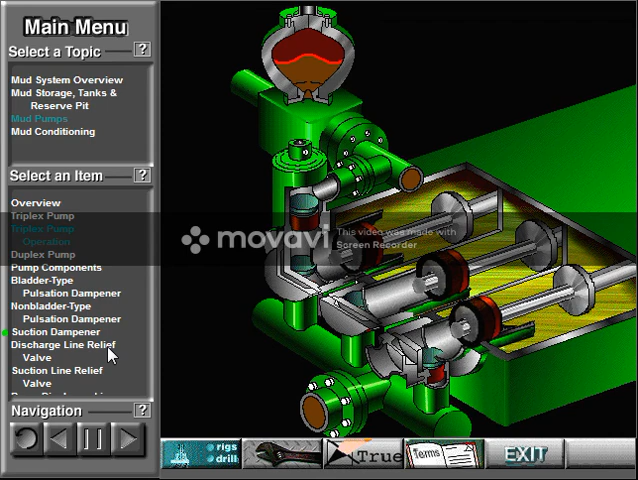 Main Menu
Select a Topic ?
Mud System Overview
Mud Storage, Tanks &
Reserve Pit
Mud Pumps
Mud Conditioning
Select an Item ?
Overview
Triplex Pump
Triplex Pump
Operation
Duplex Pump
Pump Components
Bladder-Type
Pulsation Dampener
Nonbladder-Type
Pulsation Dampener
Suction Dampener
Discharge Line Relief
Valve
Suction Line Relief
Valve
Navigation ?
movavi
This video was made with
Screen Recorder
rigs
drill
True
Terms
EXIT